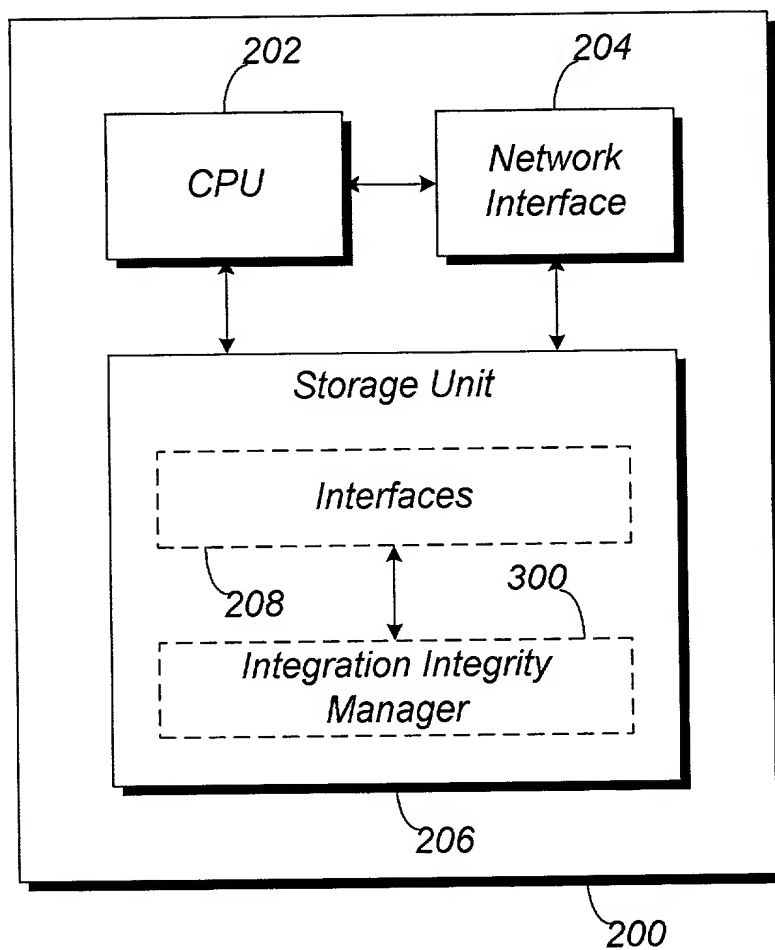 202
204
CPU
Network
Interface
Storage Unit
Interfaces
208
300
Integration Integrity
Manager
206
200